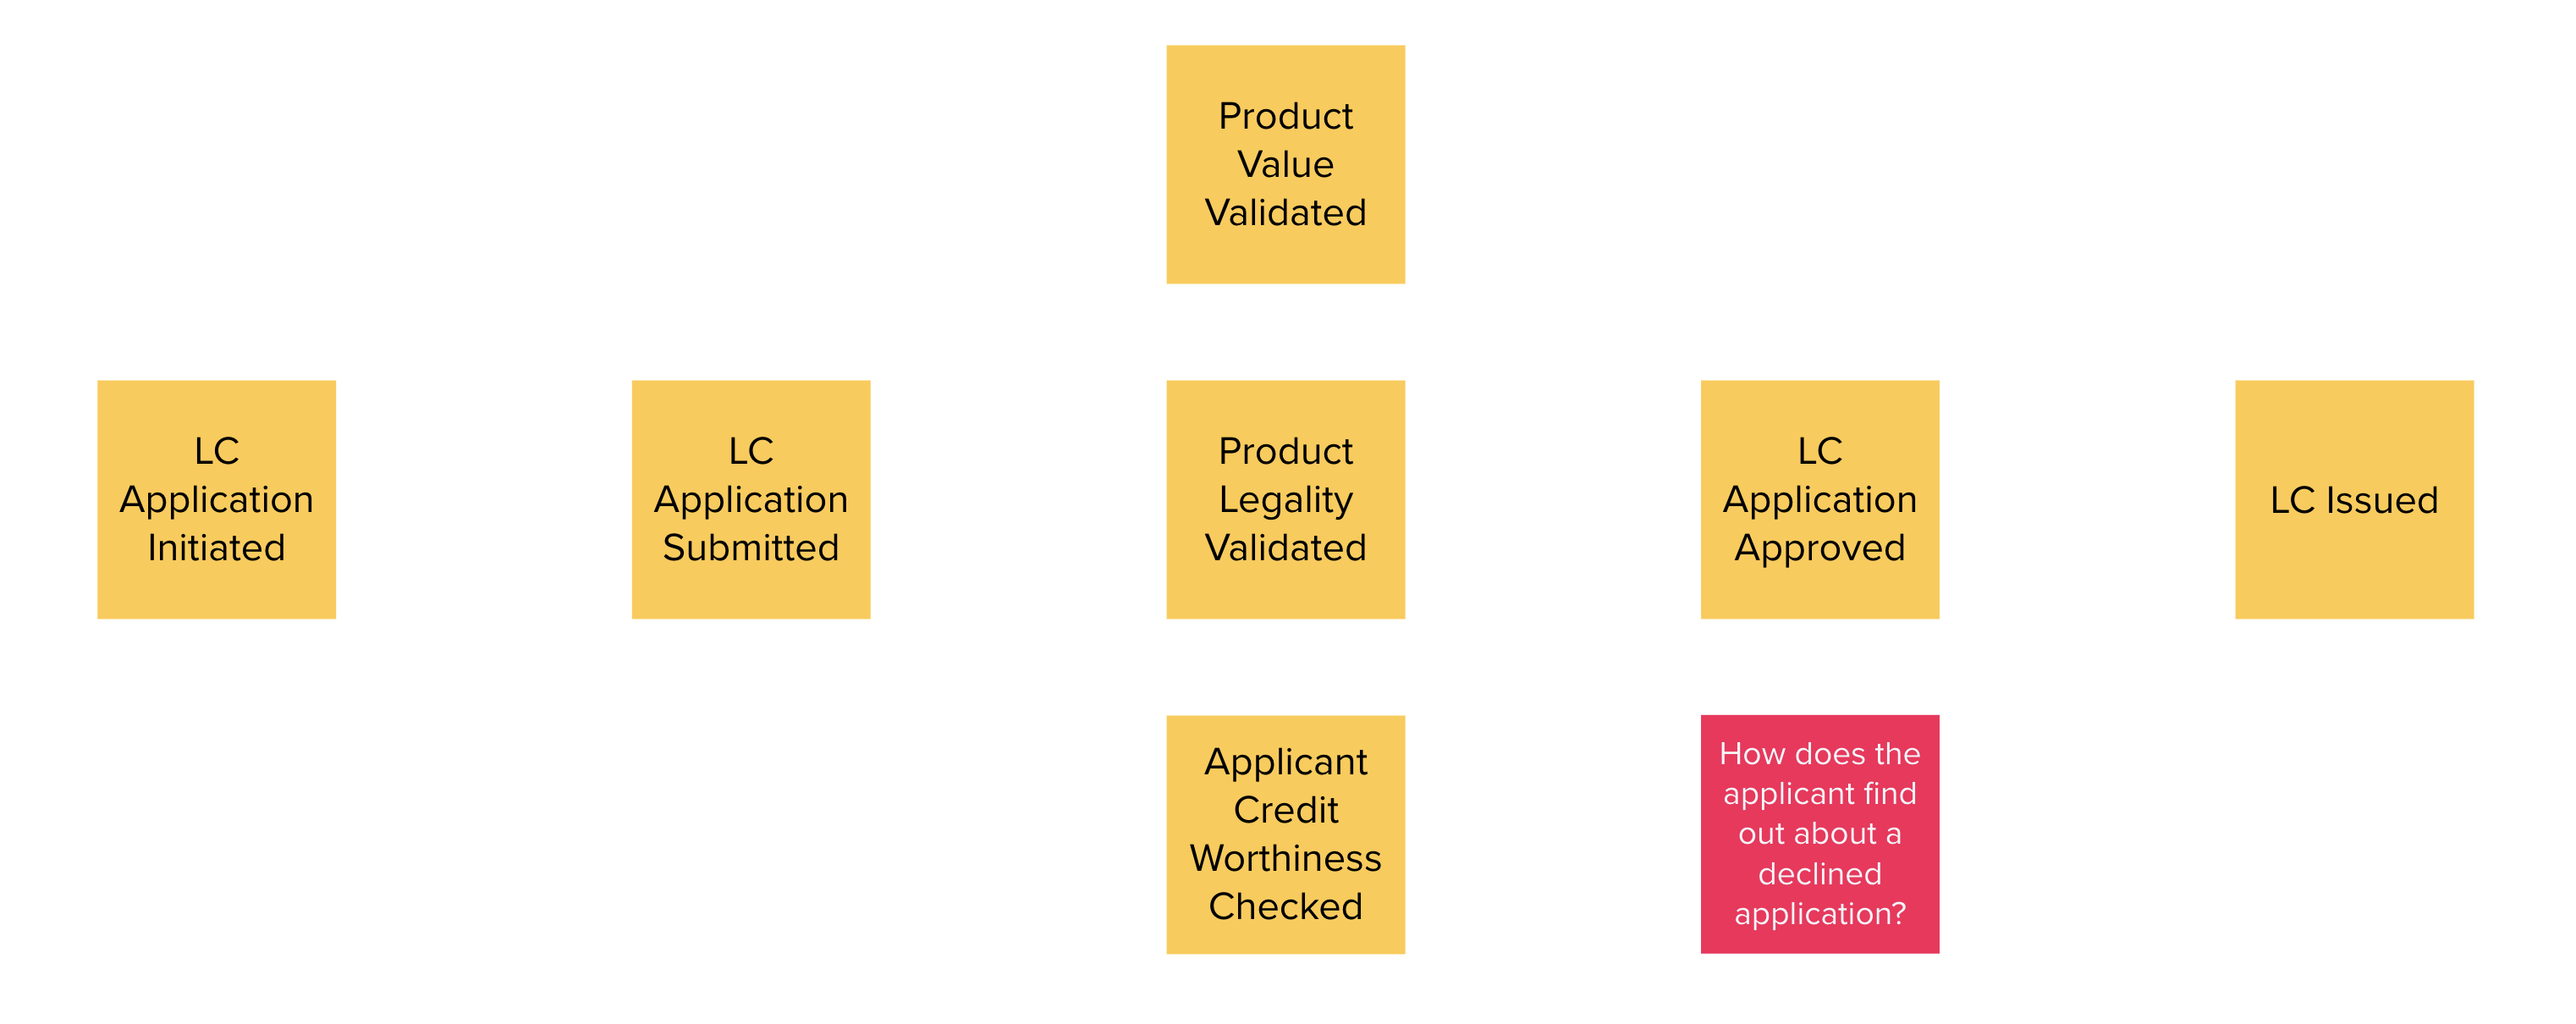 Product
Value
Validated
LC
Application
Initiated
LC
Application
Submitted
Product
Legality
Validated
LC
Application
Approved
LC Issued
Applicant
Credit
Worthiness
Checked
How does the
applicant find
out about a
declined
application?